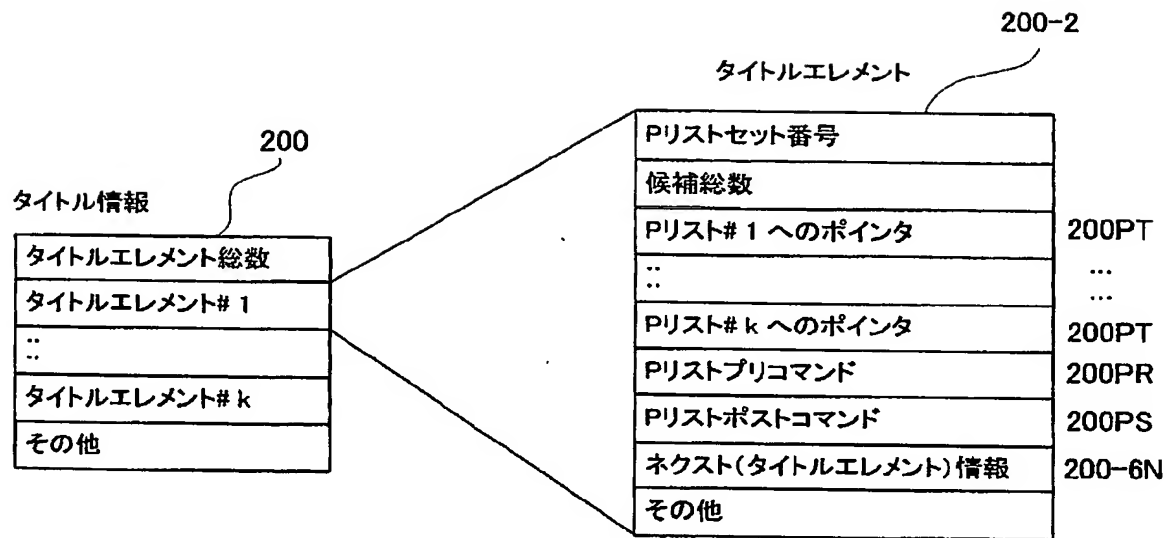 200-2
タイトルエレメント
200
タイトル情報
タイトルエレメント総数
タイトルエレメント# 1
::
タイトルエレメント# k
その他
Pリストセット番号
候補総数
Pリスト# 1 へのポインタ 200PT
:: ...
...
Pリスト# k へのポインタ 200PT
Pリストプリコマンド 200PR
Pリストポストコマンド 200PS
ネクスト(タイトルエレメント)情報 200-6N
その他